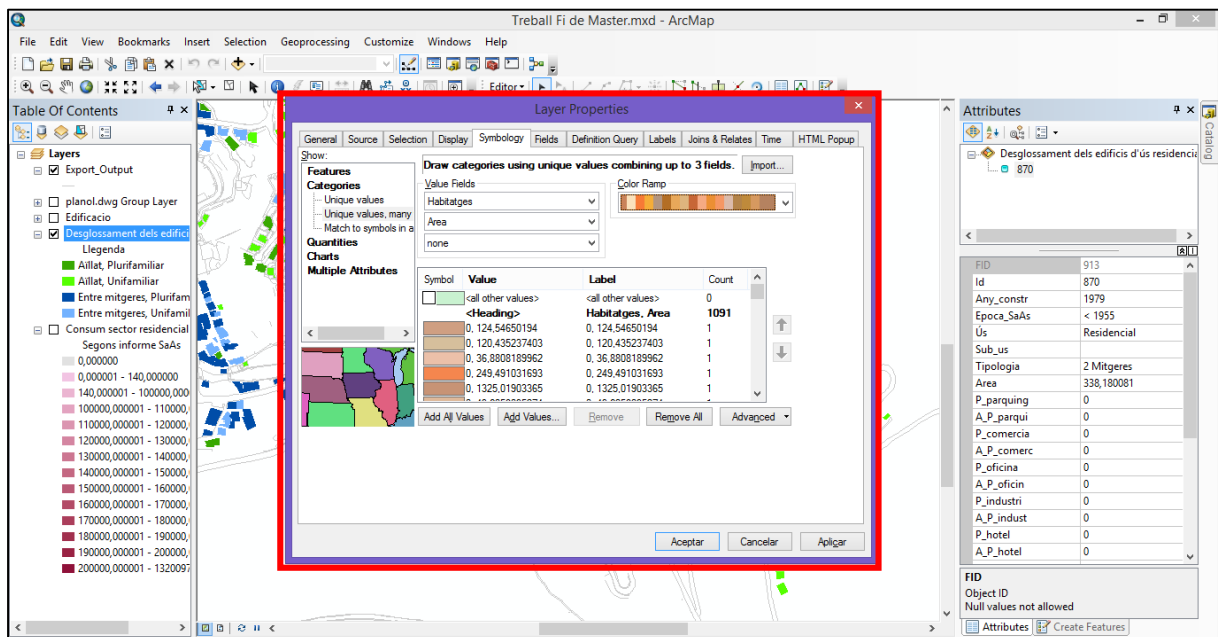 Treball Fi de Master.mxd - ArcMap
File Edit View Bookmarks Insert Selection Geoprocessing Customize Windows Help
Editor
Table Of Contents
Layers
Export_Output
planol.dwg Group Layer
Edificacio
Desglossament dels edifici
Llegenda
Aïllat, Plurifamiliar
Aïllat, Unifamiliar
Entre mitgeres, Plurifam
Entre mitgeres, Unifamil
Consum sector residencial
Segons informe SaAs
0,000000
0,000001 - 140,000000
140,000001 - 100000,000
100000,000001 - 110000,
110000,000001 - 120000,
120000,000001 - 130000,
130000,000001 - 140000,
140000,000001 - 150000,
150000,000001 - 160000,
160000,000001 - 170000,
170000,000001 - 180000,
180000,000001 - 190000,
190000,000001 - 200000,
200000,000001 - 1320097
Layer Properties
General Source Selection Display Symbology Fields Definition Query Labels Joins & Relates Time HTML Popup
Show:
Features
Categories
Unique values
Unique values, many
Match to symbols in a
Quantities
Charts
Multiple Attributes
Draw categories using unique values combining up to 3 fields.
Import...
Value Fields
Color Ramp
Habitatges
Area
none
Symbol Value Label Count
<all other values> <all other values> 0
<Heading> Habitatges, Area 1091
0, 124,54650194 0, 124,54650194 1
0, 120,435237403 0, 120,435237403 1
0, 36,8808189962 0, 36,8808189962 1
0, 249,491031693 0, 249,491031693 1
0, 1325,01903365 0, 1325,01903365 1
Add All Values Add Values... Remove Remove All Advanced
Aceptar Cancelar Aplicar
Attributes
Catalog
Desglossament dels edificis d'ús residencia
870
FID 913
Id 870
Any_constr 1979
Epoca_SaAs < 1955
Ús Residencial
Sub_us
Tipologia 2 Mitgeres
Area 338,180081
P_parquing 0
A_P_parqui 0
P_comercia 0
A_P_comerc 0
P_oficina 0
A_P_oficin 0
P_industri 0
A_P_indust 0
P_hotel 0
A_P_hotel 0
FID
Object ID
Null values not allowed
Attributes Create Features